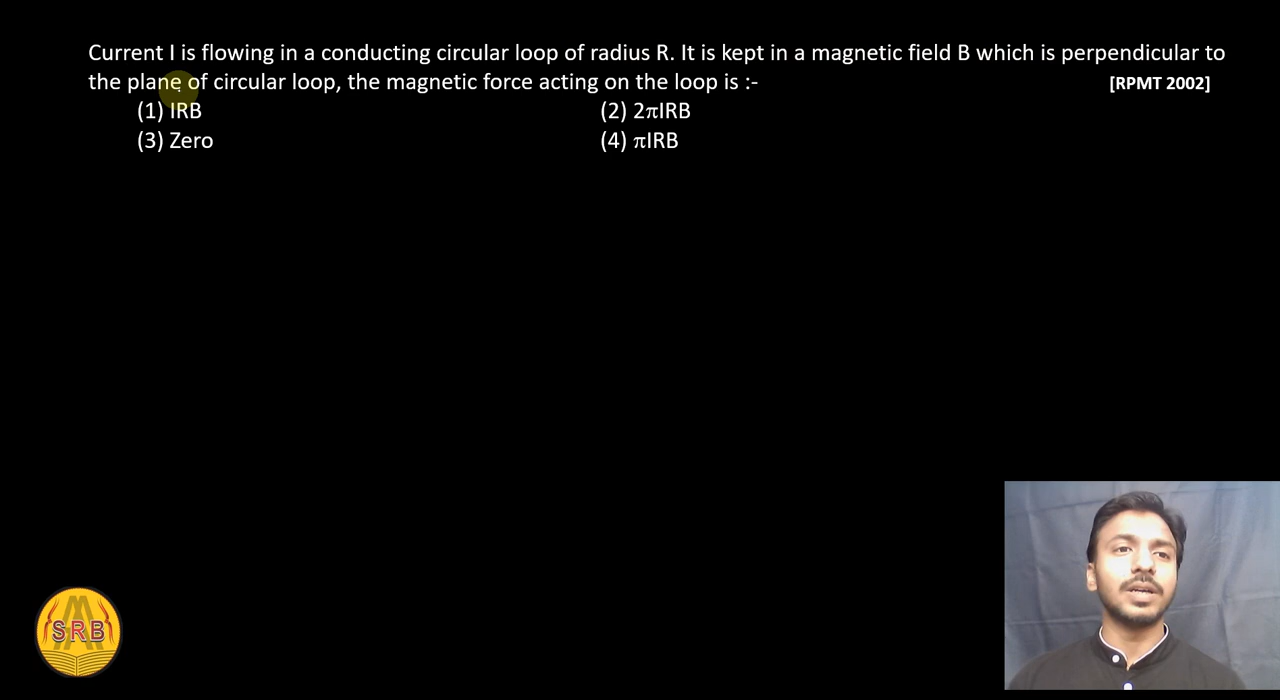 Current I is flowing in a conducting circular loop of radius R. It is kept in a magnetic field B which is perpendicular to
the plane of circular loop, the magnetic force acting on the loop is :- [RPMT 2002]
(1) IRB (2) 2πIRB
(3) Zero (4) πIRB
SRB